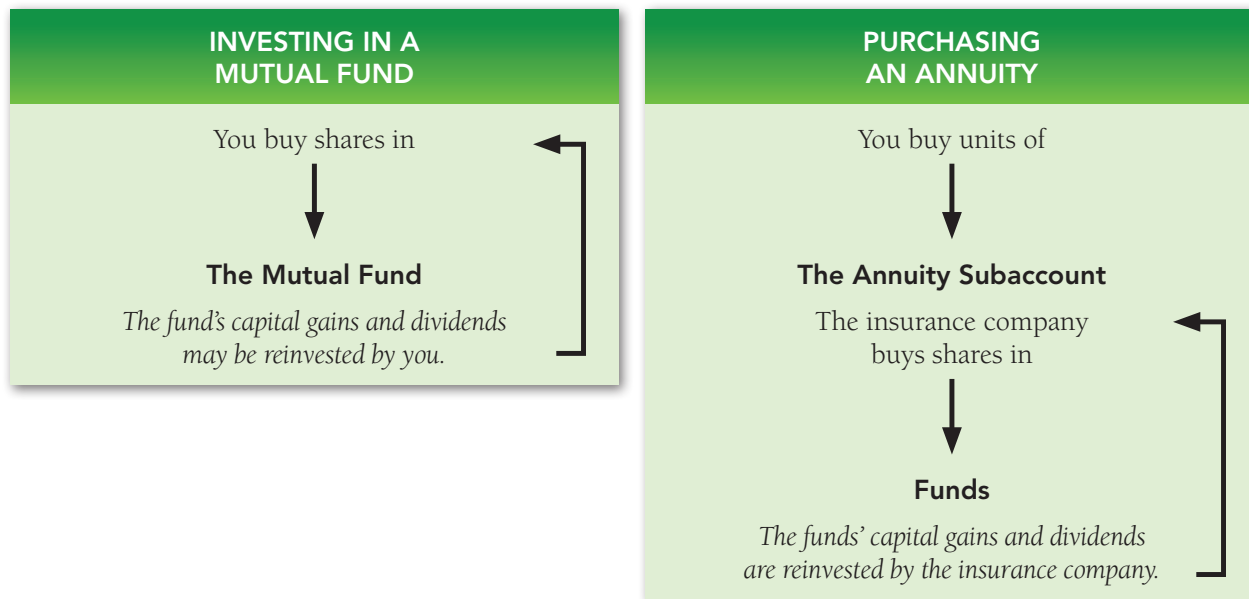 INVESTING IN A
MUTUAL FUND
You buy shares in
The Mutual Fund
The fund’s capital gains and dividends
may be reinvested by you.
PURCHASING
AN ANNUITY
You buy units of
The Annuity Subaccount
The insurance company
buys shares in
Funds
The funds’ capital gains and dividends
are reinvested by the insurance company.